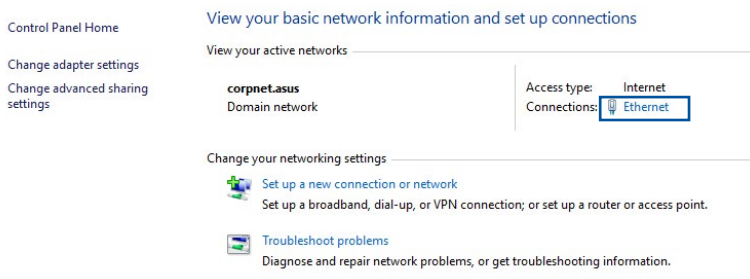 View your basic network information and set up connections
Control Panel Home
Change adapter settings
Change advanced sharing
settings
View your active networks
corpnet.asus
Domain network
Access type: Internet
Connections: Ethernet
Change your networking settings
Set up a new connection or network
Set up a broadband, dial-up, or VPN connection; or set up a router or access point.
Troubleshoot problems
Diagnose and repair network problems, or get troubleshooting information.